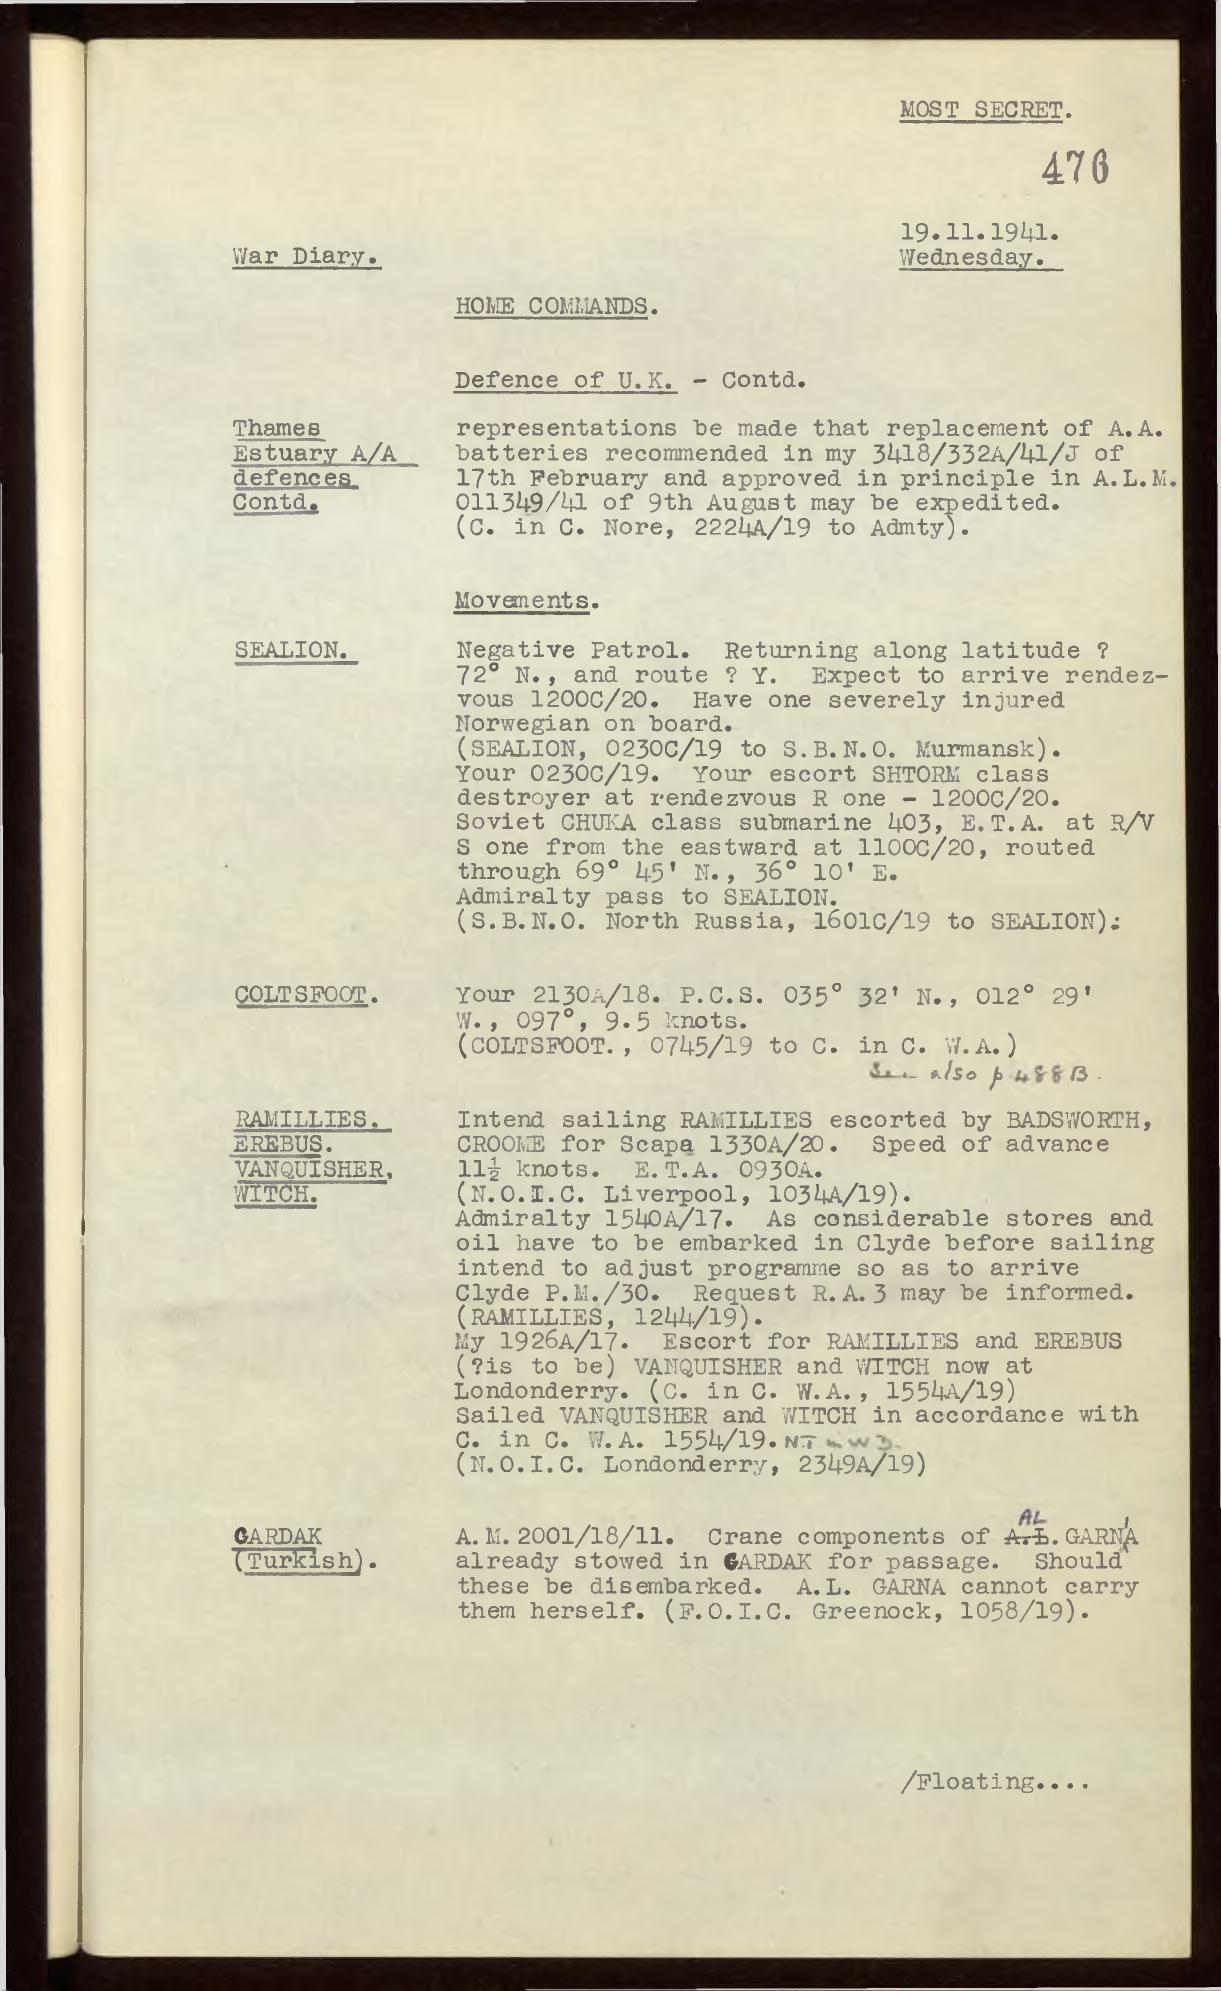 MOST SECRET.
476
19.11.1941.
War Diary.
Wednesday.
HOME COMMANDS.
Defence of U.K. - Contd.
Thames
Estuary A/A
defences
Contd.
representations be made that replacement of A.A.
batteries recommended in my 3418/332A/41/J of
17th February and approved in principle in A.L.M.
011349/41 of 9th August may be expedited.
(C. in C. Nore, 2224A/19 to Admty).
Movements.
SEALION.
Negative Patrol. Returning along latitude ?
72° N., and route ? Y. Expect to arrive rendez-
vous 1200C/20. Have one severely injured
Norwegian on board.
(SEALION, 0230C/19 to S.B.N.O. Murmansk).
Your 0230C/19. Your escort SHTORM class
destroyer at rendezvous R one - 1200C/20.
Soviet CHUKA class submarine 403, E.T.A. at R/V
S one from the eastward at 1100C/20, routed
through 69° 45' N., 36° 10' E.
Admiralty pass to SEALION.
(S.B.N.O. North Russia, 1601C/19 to SEALION).
COLTSFOOT.
Your 2130A/18. P.C.S. 035° 32' N., 012° 29'
W., 097°, 9.5 knots.
(COLTSFOOT., 0745/19 to C. in C. W.A.)
See also p 488B.
RAMILLIES.
EREBUS.
VANQUISHER,
WITCH.
Intend sailing RAMILLIES escorted by BADSWORTH,
CROOME for Scapa 1330A/20. Speed of advance
11½ knots. E.T.A. 0930A.
(N.O.I.C. Liverpool, 1034A/19).
Admiralty 1540A/17. As considerable stores and
oil have to be embarked in Clyde before sailing
intend to adjust programme so as to arrive
Clyde P.M./30. Request R.A.3 may be informed.
(RAMILLIES, 1244/19).
My 1926A/17. Escort for RAMILLIES and EREBUS
(?is to be) VANQUISHER and WITCH now at
Londonderry. (C. in C. W.A., 1554A/19)
Sailed VANQUISHER and WITCH in accordance with
C. in C. W.A. 1554/19.
(N.O.I.C. Londonderry, 2349A/19)
GARDAK
(Turkish).
A.M.2001/18/11. Crane components of A.L. AL.GARNA
already stowed in GARDAK for passage. Should
these be disembarked. A.L. GARNA cannot carry
them herself. (F.O.I.C. Greenock, 1058/19).
/Floating....